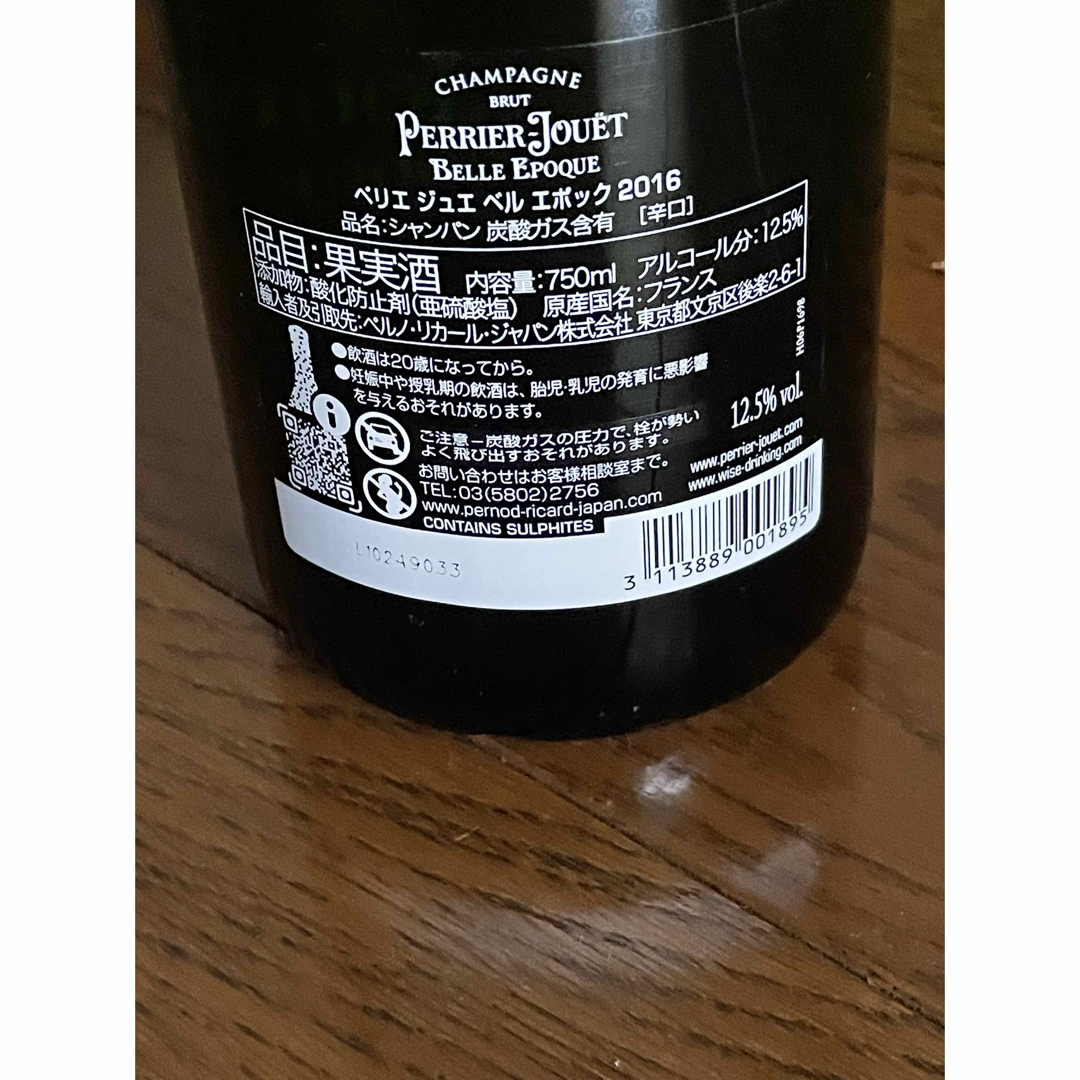 CHAMPAGNE
BRUT
PERRIER-JOUËT
BELLE EPOQUE
ペリエ ジュエ ベル エポック 2016
品名:シャンパン 炭酸ガス含有 [辛口]
品目:果実酒 内容量:750ml アルコール分:12.5%
添加物:酸化防止剤(亜硫酸塩) 原産国名:フランス
輸入者及引取先:ペルノ・リカール・ジャパン株式会社 東京都文京区後楽2-6-1
H06P1698
●飲酒は20歳になってから。
●妊娠中や授乳期の飲酒は、胎児・乳児の発育に悪影響
を与えるおそれがあります。
12.5% vol.
i
ご注意-炭酸ガスの圧力で、栓が勢い
よく飛び出すおそれがあります。
お問い合わせはお客様相談室まで。
TEL:03(5802)2756
www.pernod-ricard-japan.com
CONTAINS SULPHITES
www.perrier-jouet.com
www.wise-drinking.com
L10249033
3 113889 001895